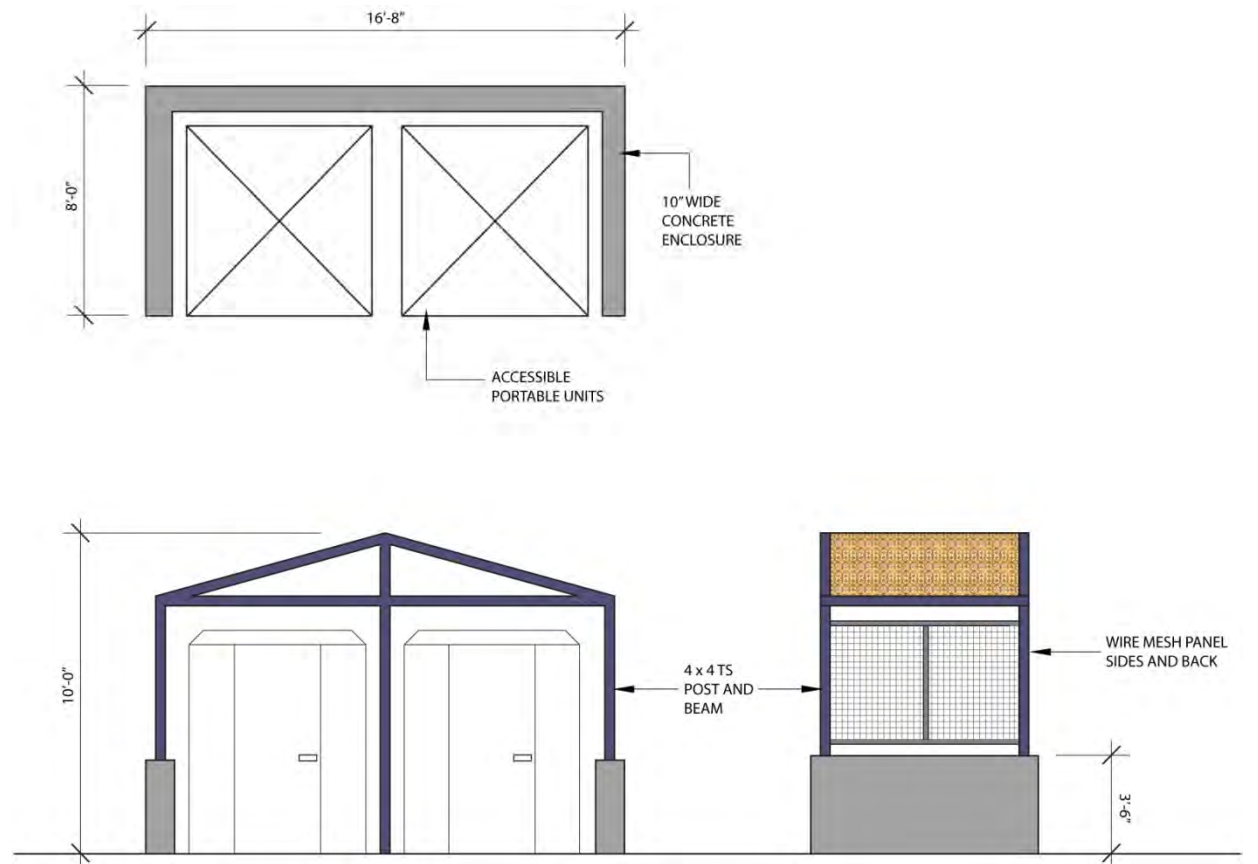 16'-8"
8'-0"
10" WIDE
CONCRETE
ENCLOSURE
ACCESSIBLE
PORTABLE UNITS
10'-0"
4 x 4 TS
POST AND
BEAM
WIRE MESH PANEL
SIDES AND BACK
3'-6"